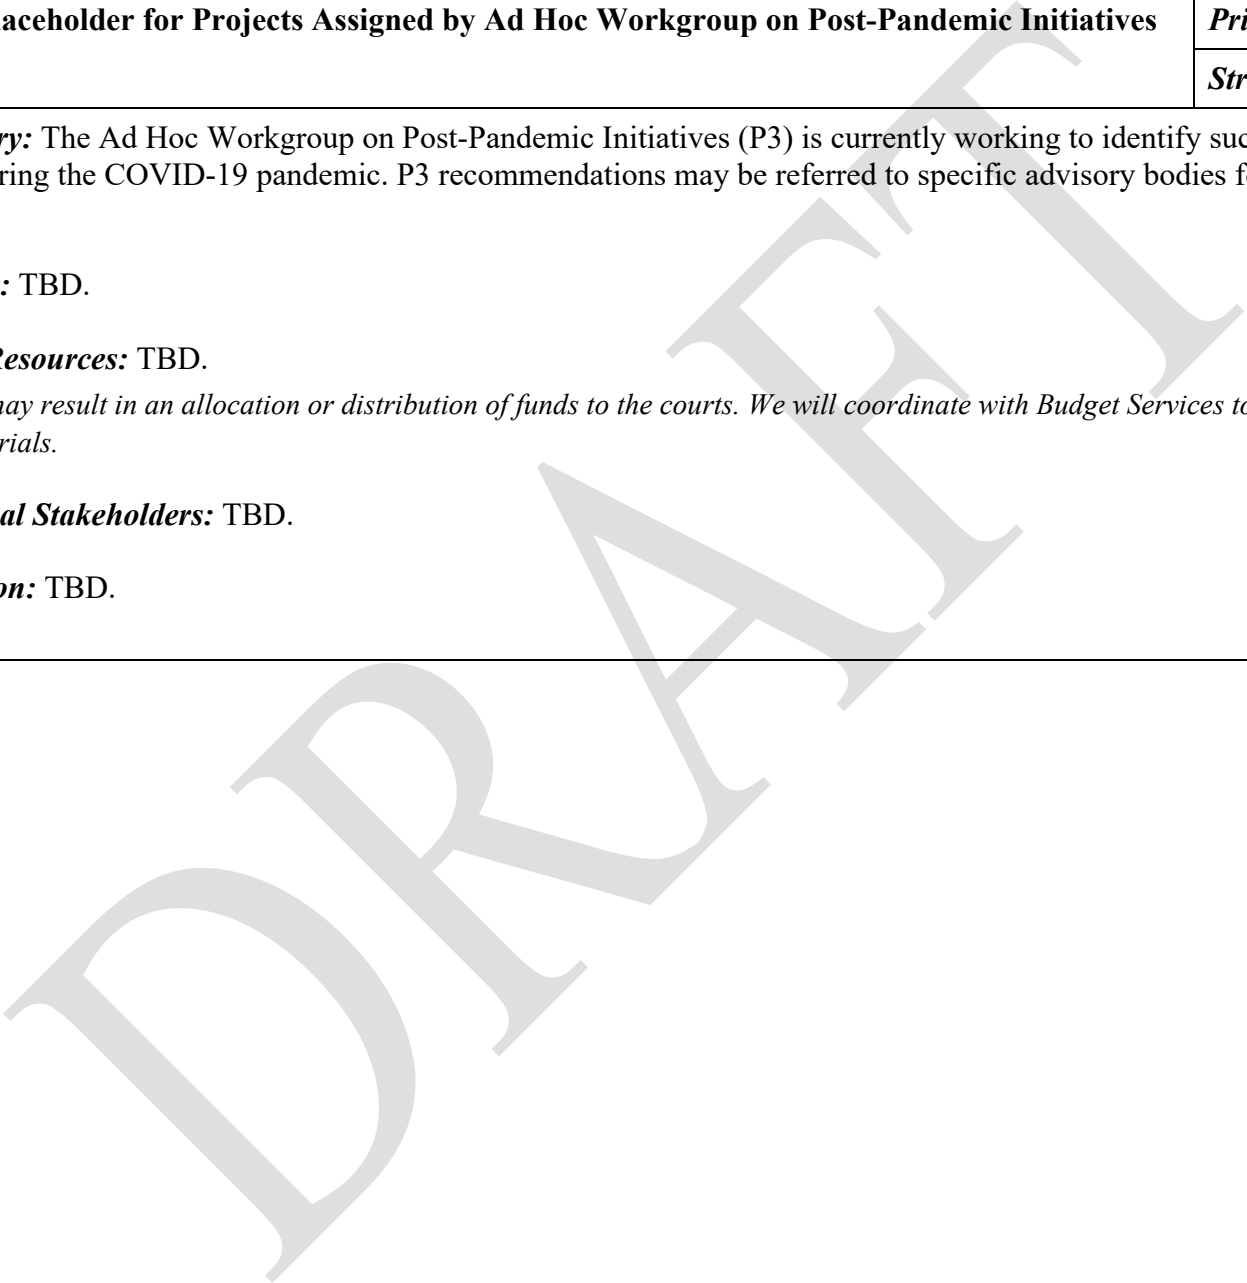 aceholder for Projects Assigned by Ad Hoc Workgroup on Post-Pandemic Initiatives
Pri
Str
ry: The Ad Hoc Workgroup on Post-Pandemic Initiatives (P3) is currently working to identify suc
ring the COVID-19 pandemic. P3 recommendations may be referred to specific advisory bodies f
: TBD.
Resources: TBD.
may result in an allocation or distribution of funds to the courts. We will coordinate with Budget Services to
rials.
al Stakeholders: TBD.
on: TBD.
DRAFT